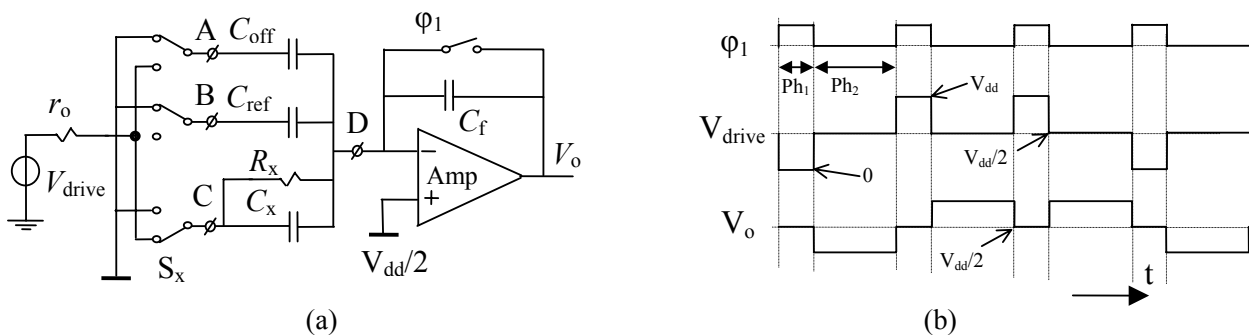 A
C_off
φ₁
r_o
B
C_ref
D
C_f
R_x
V_o
V_drive
C
C_x
Amp
−
+
S_x
V_dd/2
(a)
φ₁
Ph₁
Ph₂
V_dd
V_drive
V_dd/2
0
V_o
V_dd/2
t
(b)